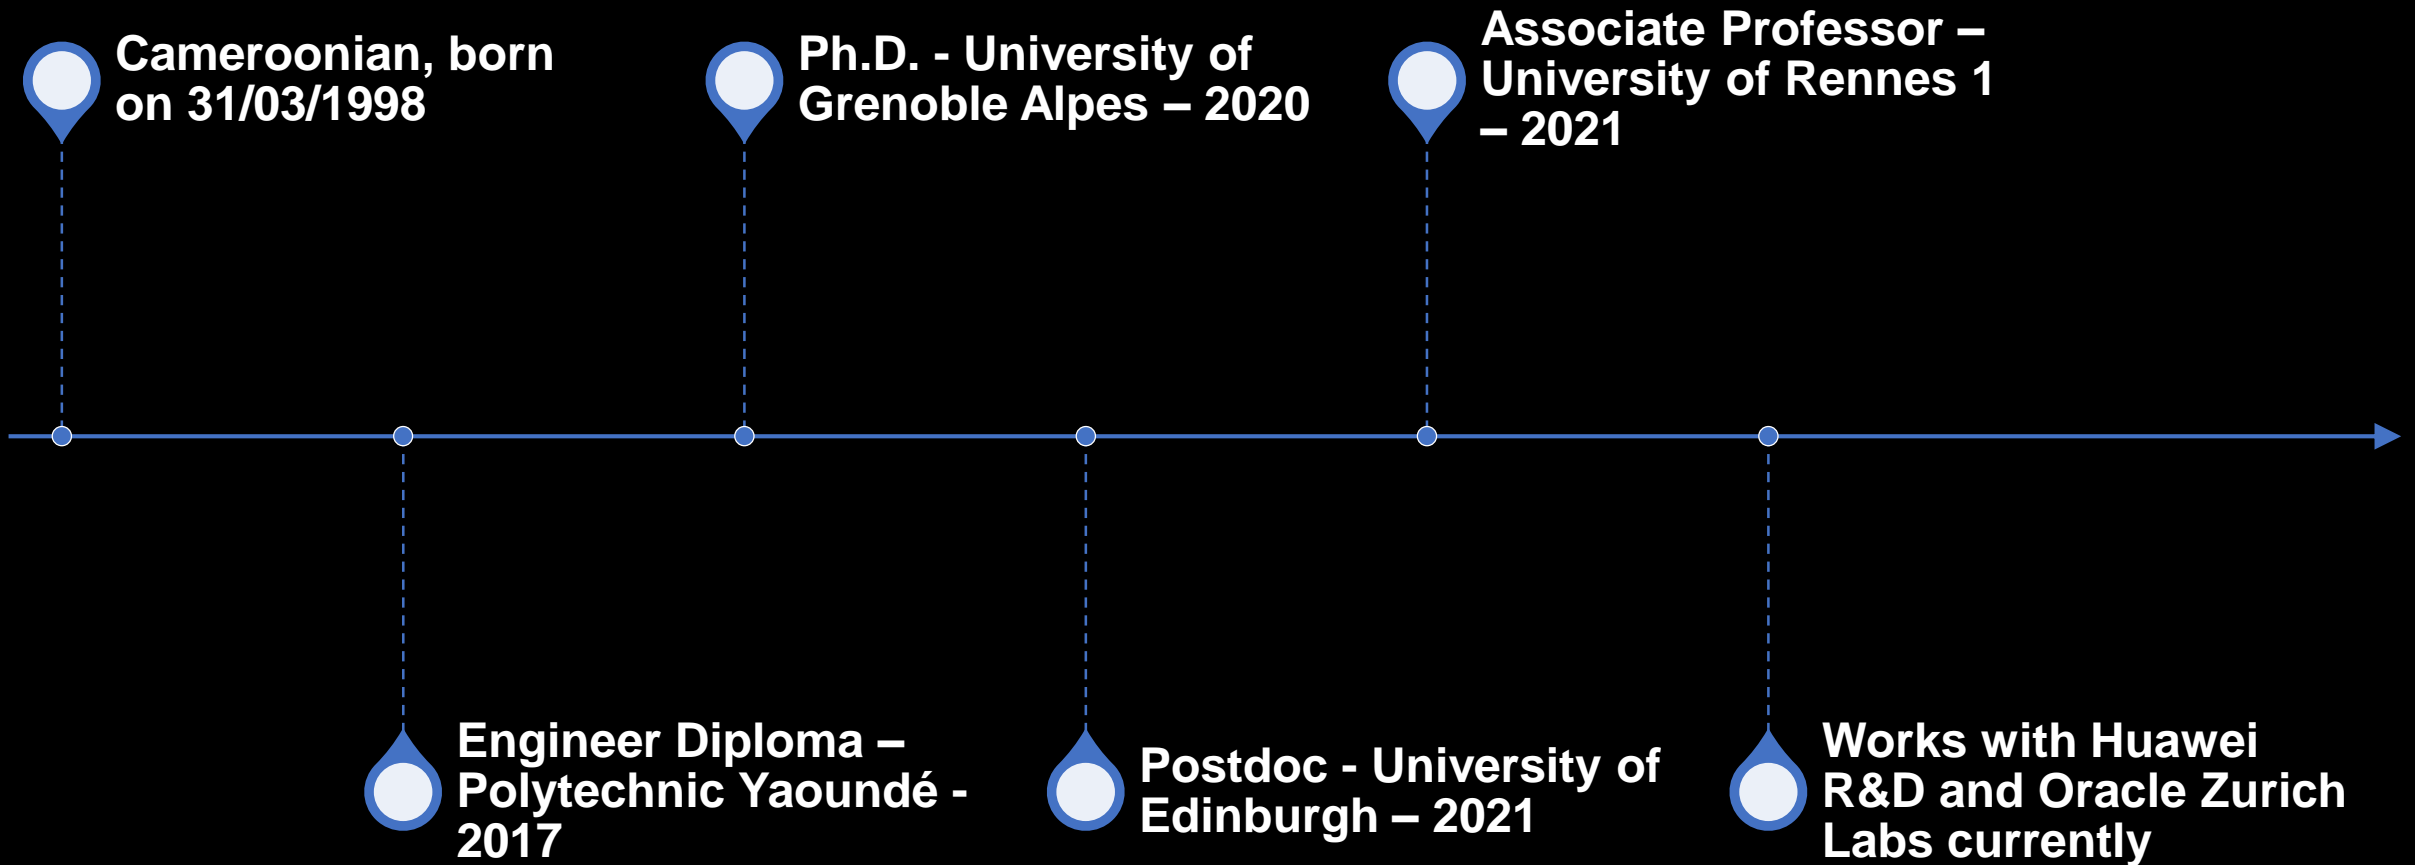 Cameroonian, born
on 31/03/1998
Engineer Diploma –
Polytechnic Yaoundé -
2017
Ph.D. - University of
Grenoble Alpes – 2020
Postdoc - University of
Edinburgh – 2021
Associate Professor –
University of Rennes 1
– 2021
Works with Huawei
R&D and Oracle Zurich
Labs currently